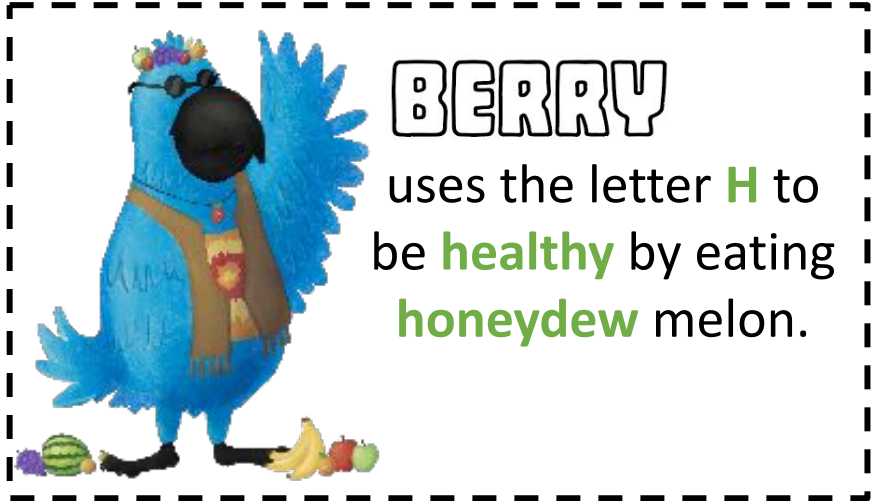 BERRY
uses the letter H to
be healthy by eating
honeydew melon.